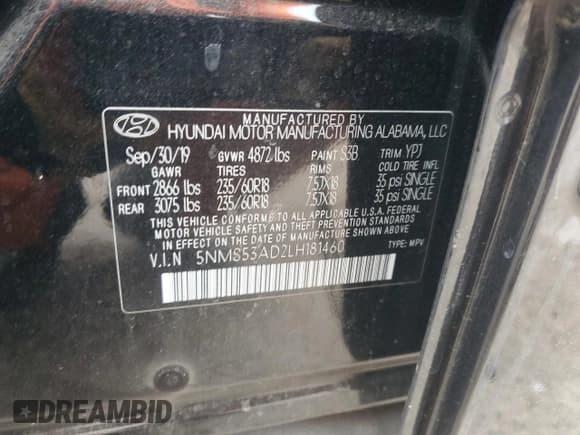 MANUFACTURED BY
HYUNDAI MOTOR MANUFACTURING ALABAMA, LLC
Sep/30/19 GVWR 4872 lbs PAINT S3B TRIM YPJ
GAWR TIRES RIMS COLD TIRE INFL
FRONT 2866 lbs 235/60R18 7.5JX18 35 psi SINGLE
REAR 3075 lbs 235/60R18 7.5JX18 35 psi SINGLE
THIS VEHICLE CONFORMS TO ALL APPLICABLE U.S.A. FEDERAL
MOTOR VEHICLE SAFETY AND THEFT PREVENTION STANDARDS
IN EFFECT ON THE DATE OF MANUFACTURE SHOWN ABOVE.
V.I.N 5NMS53AD2LH181460 TYPE: MPV
DREAMBID